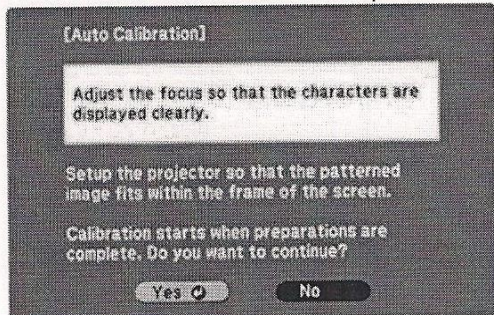 [Auto Calibration]
Adjust the focus so that the characters are
displayed clearly.
Setup the projector so that the patterned
image fits within the frame of the screen.
Calibration starts when preparations are
complete. Do you want to continue?
Yes
No